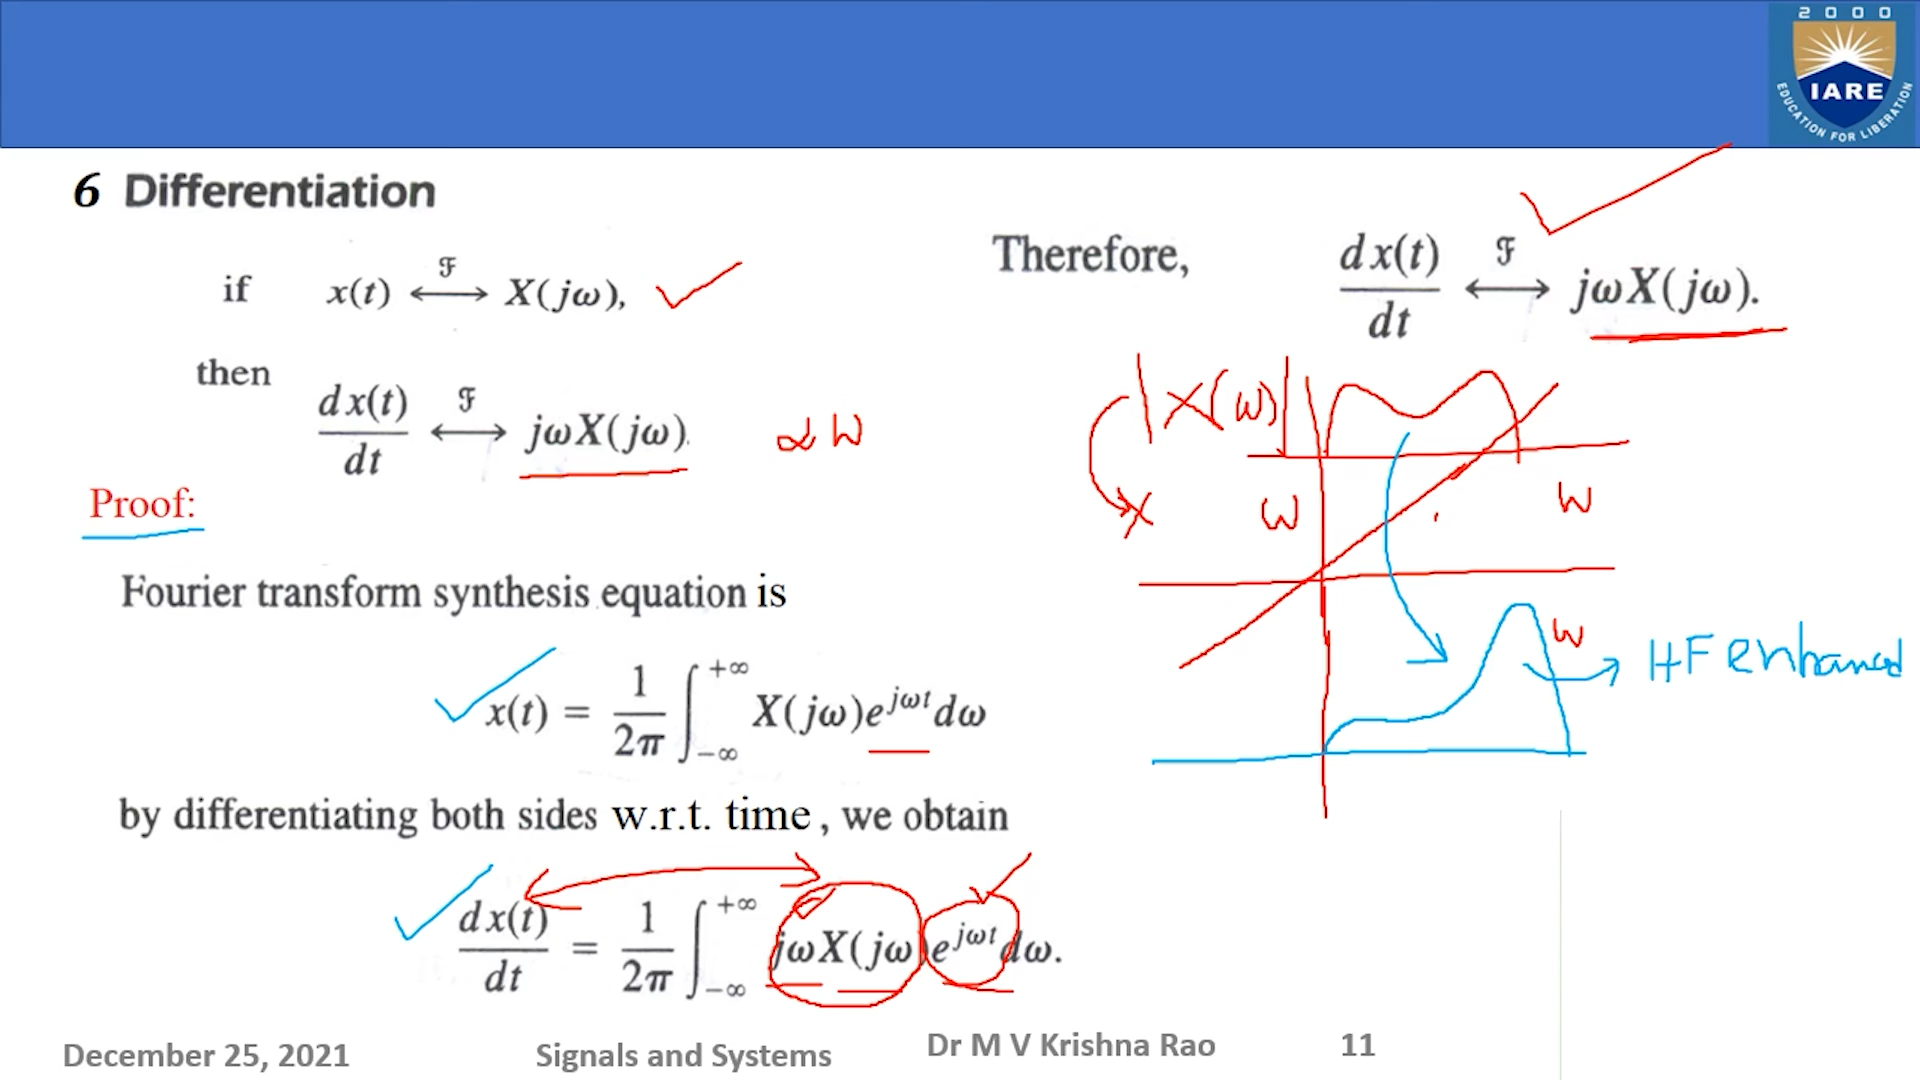 2000
IARE
EDUCATION FOR LIBERATION
6 Differentiation
if x(t) ⟷ℱ X(jω),
then
dx(t)/dt ⟷ℱ jωX(jω).
α W
Proof:
Fourier transform synthesis equation is
x(t) = 1/2π ∫_{-∞}^{+∞} X(jω)e^{jωt}dω
by differentiating both sides w.r.t. time, we obtain
dx(t)/dt = 1/2π ∫_{-∞}^{+∞} jωX(jω)e^{jωt}dω.
Therefore, dx(t)/dt ⟷ℱ jωX(jω).
|X(ω)|
X
W
W
W
HF enhanced
December 25, 2021
Signals and Systems
Dr M V Krishna Rao
11